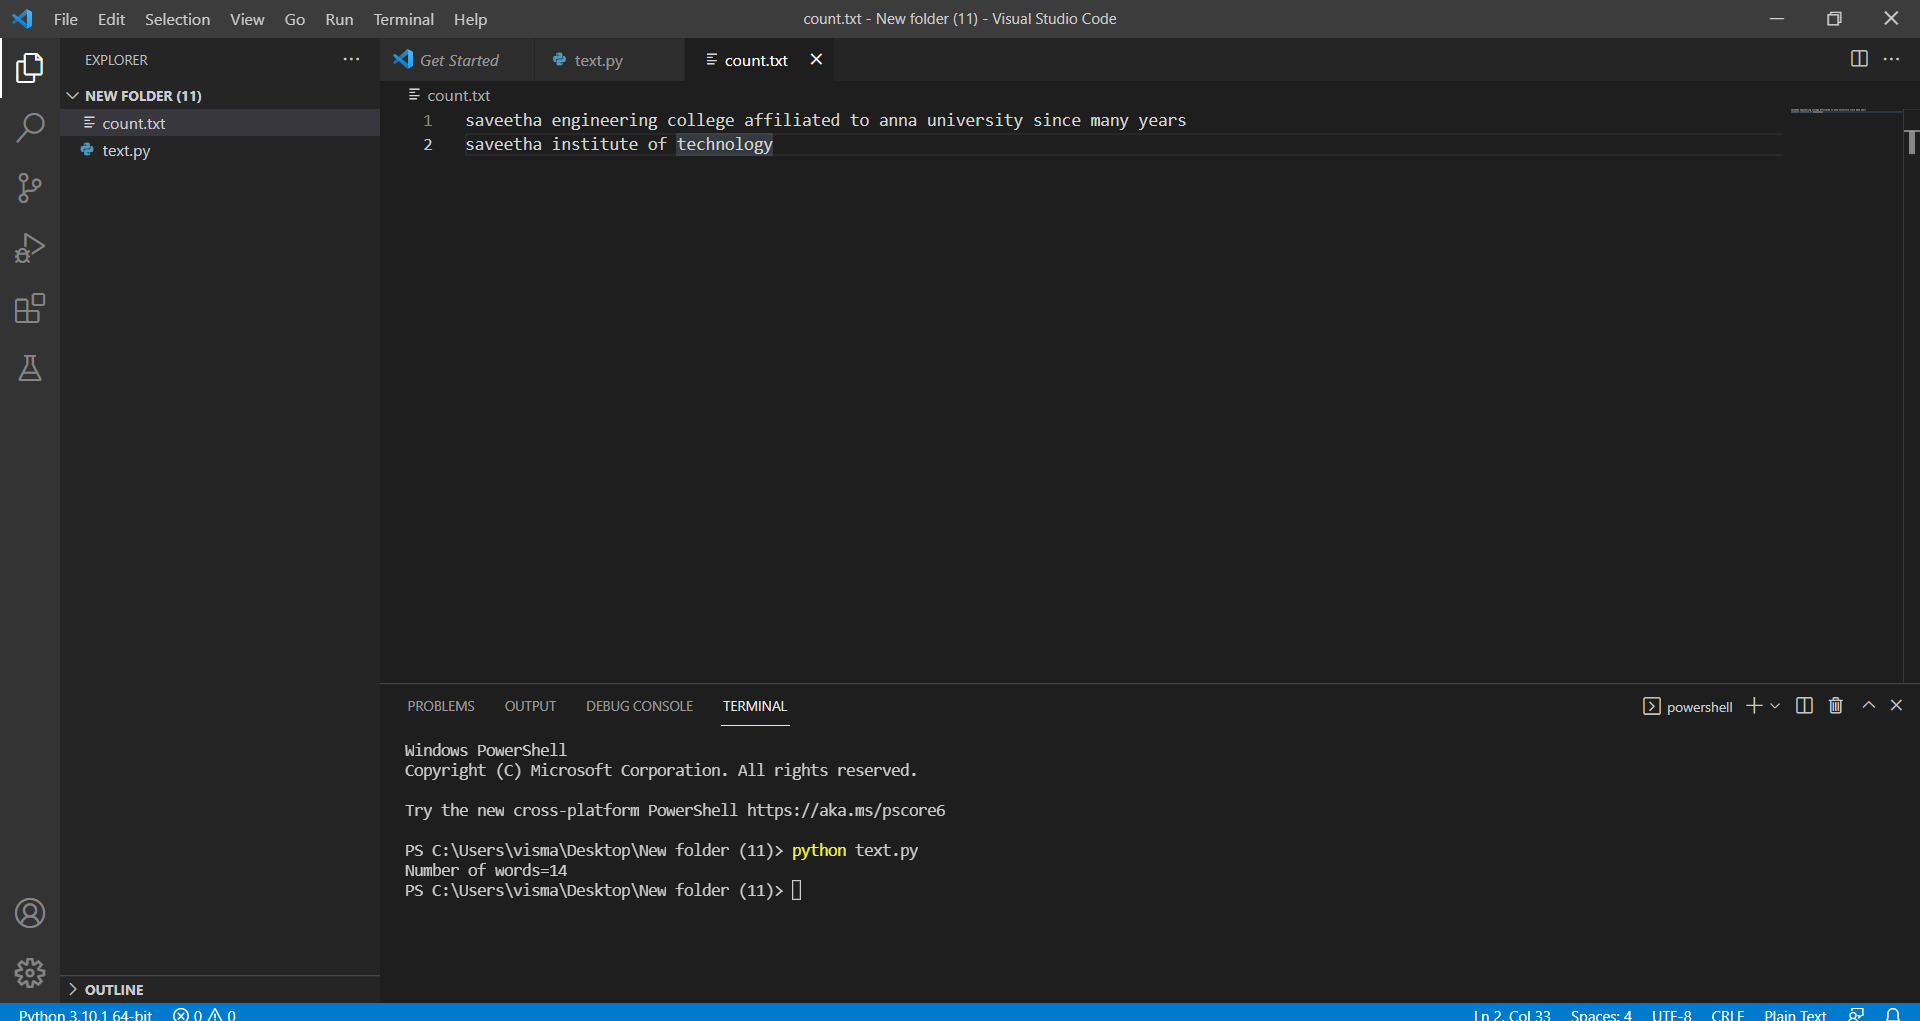 File Edit Selection View Go Run Terminal Help
count.txt - New folder (11) - Visual Studio Code
EXPLORER
NEW FOLDER (11)
count.txt
text.py
Get Started
text.py
count.txt
count.txt
1 saveetha engineering college affiliated to anna university since many years
2 saveetha institute of technology
PROBLEMS OUTPUT DEBUG CONSOLE TERMINAL
powershell
Windows PowerShell
Copyright (C) Microsoft Corporation. All rights reserved.
Try the new cross-platform PowerShell https://aka.ms/pscore6
PS C:\Users\visma\Desktop\New folder (11)> python text.py
Number of words=14
PS C:\Users\visma\Desktop\New folder (11)>
OUTLINE
Python 3.10.1 64-bit 0 0 Ln 2, Col 33 Spaces: 4 UTF-8 CRLF Plain Text